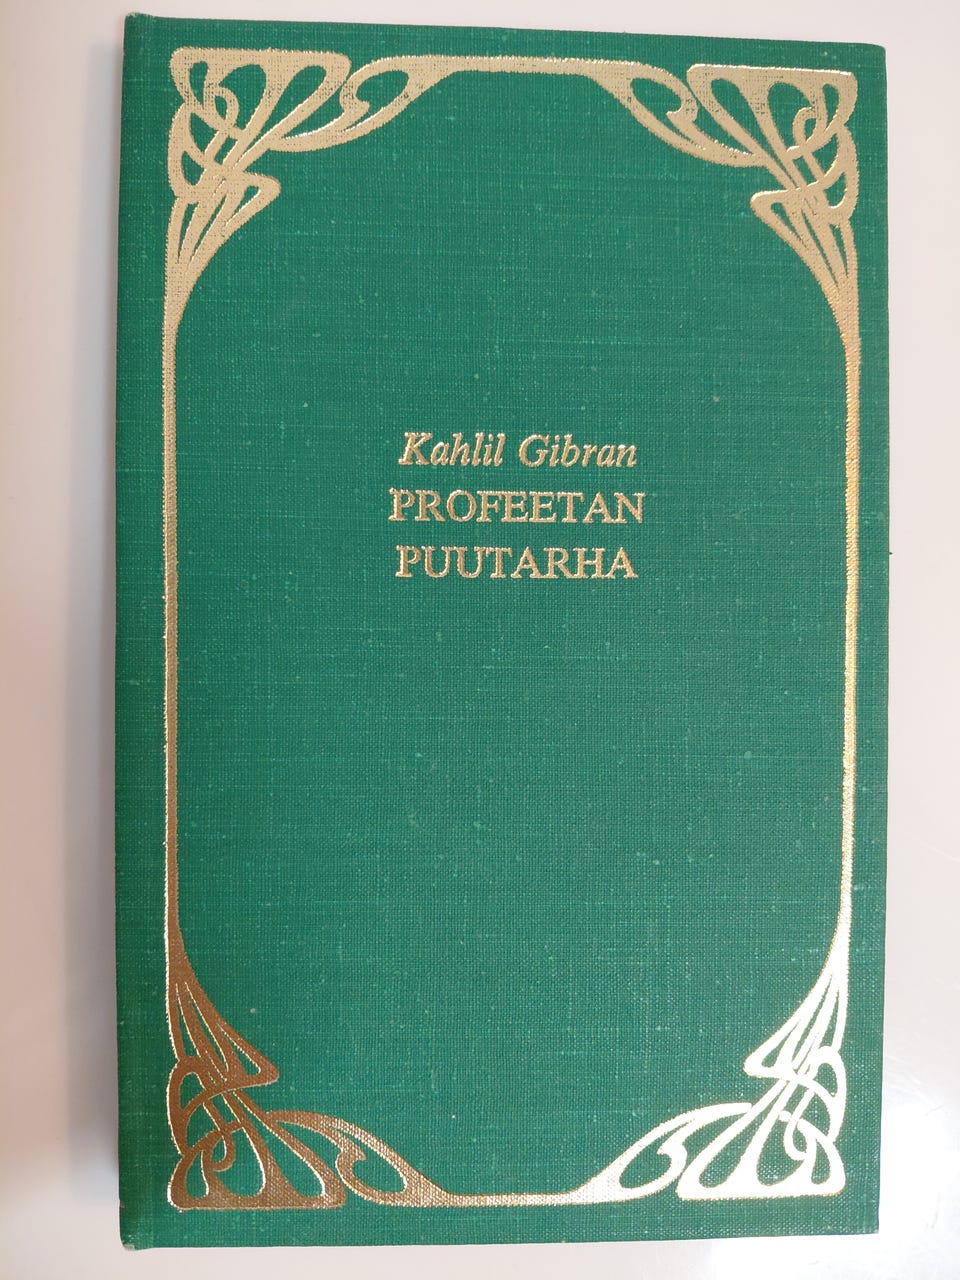 Kahlil Gibran
PROFEETAN
PUUTARHA